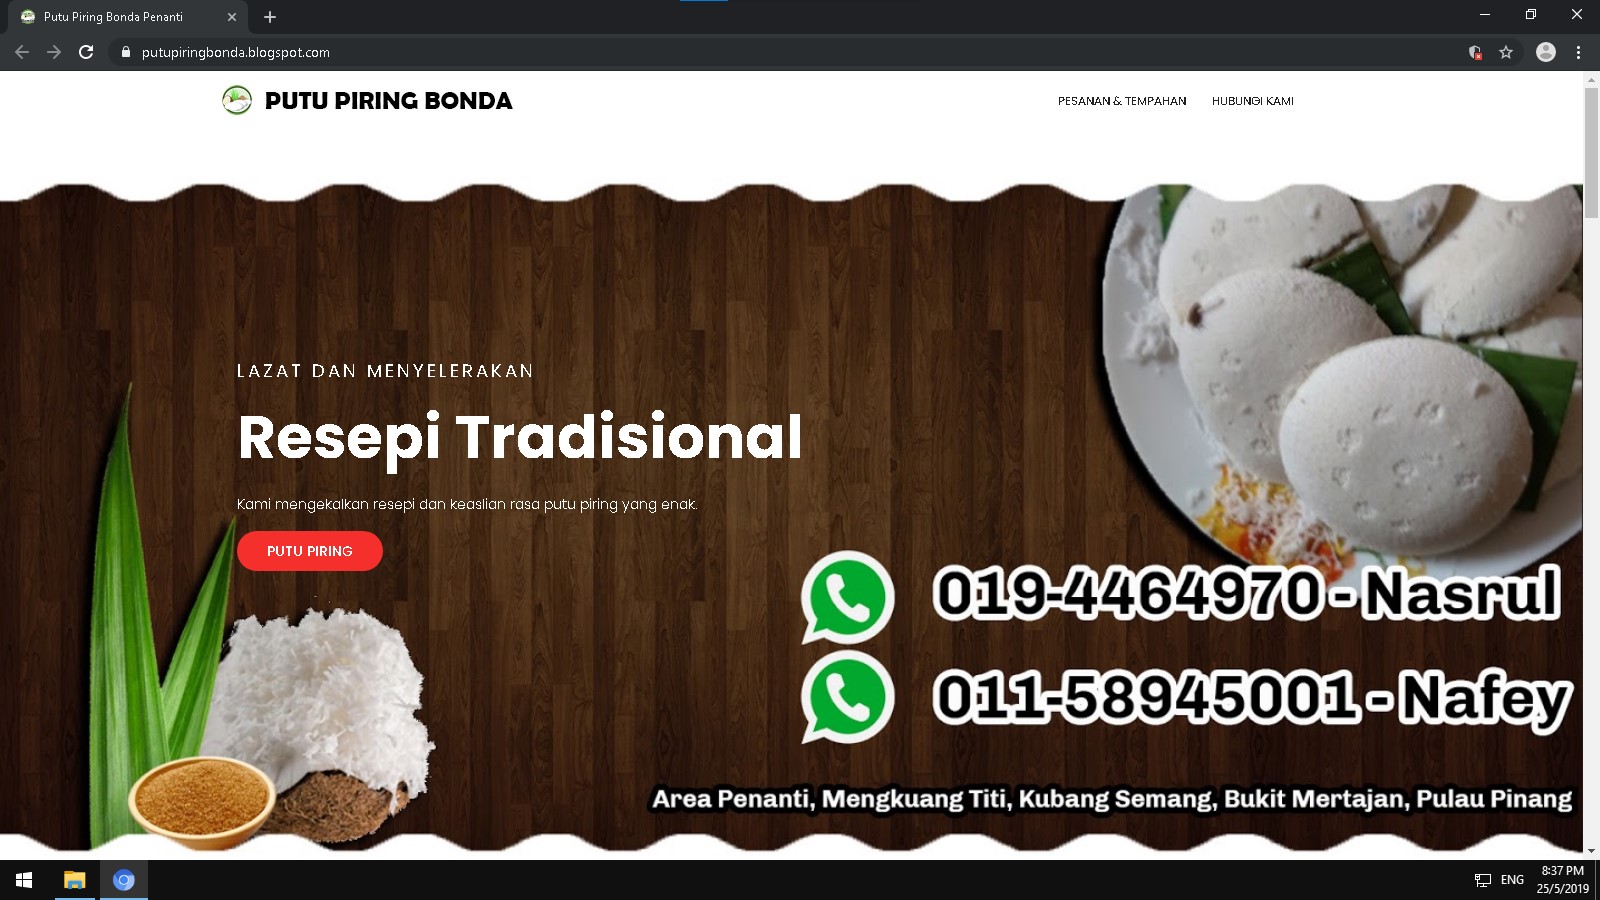 Putu Piring Bonda Penanti
putupiringbonda.blogspot.com
PUTU PIRING BONDA
PESANAN & TEMPAHAN
HUBUNGI KAMI
LAZAT DAN MENYELERAKAN
Resepi Tradisional
Kami mengekalkan resepi dan keaslian rasa putu piring yang enak.
PUTU PIRING
019-4464970 - Nasrul
011-58945001 - Nafey
Area Penanti, Mengkuang Titi, Kubang Semang, Bukit Mertajan, Pulau Pinang
ENG
8:37 PM
25/5/2019